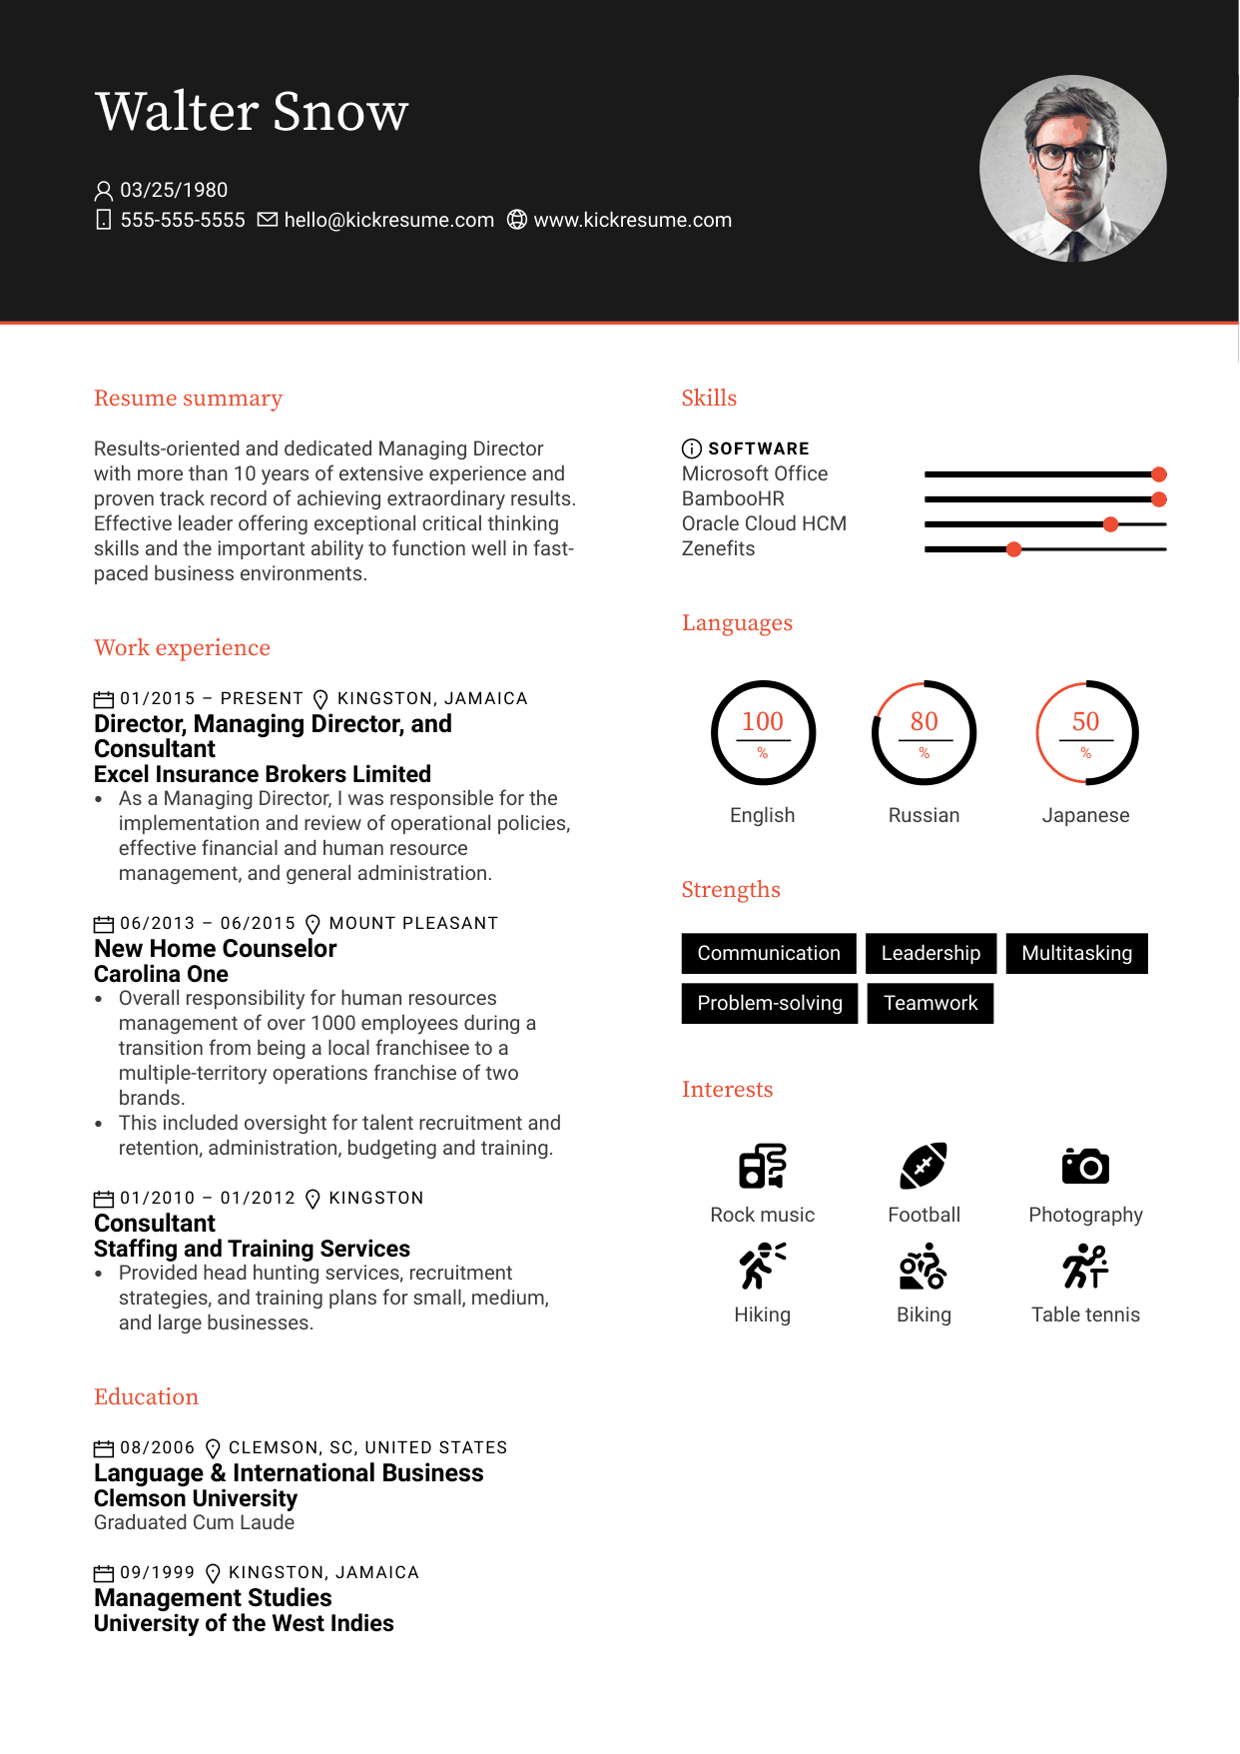 Walter Snow
03/25/1980
555-555-5555 hello@kickresume.com www.kickresume.com
Resume summary
Results-oriented and dedicated Managing Director
with more than 10 years of extensive experience and
proven track record of achieving extraordinary results.
Effective leader offering exceptional critical thinking
skills and the important ability to function well in fast-
paced business environments.
Work experience
01/2015 – PRESENT KINGSTON, JAMAICA
Director, Managing Director, and
Consultant
Excel Insurance Brokers Limited
• As a Managing Director, I was responsible for the
implementation and review of operational policies,
effective financial and human resource
management, and general administration.
06/2013 – 06/2015 MOUNT PLEASANT
New Home Counselor
Carolina One
• Overall responsibility for human resources
management of over 1000 employees during a
transition from being a local franchisee to a
multiple-territory operations franchise of two
brands.
• This included oversight for talent recruitment and
retention, administration, budgeting and training.
01/2010 – 01/2012 KINGSTON
Consultant
Staffing and Training Services
• Provided head hunting services, recruitment
strategies, and training plans for small, medium,
and large businesses.
Education
08/2006 CLEMSON, SC, UNITED STATES
Language & International Business
Clemson University
Graduated Cum Laude
09/1999 KINGSTON, JAMAICA
Management Studies
University of the West Indies
Skills
SOFTWARE
Microsoft Office
BambooHR
Oracle Cloud HCM
Zenefits
Languages
100 80 50
% % %
English Russian Japanese
Strengths
Communication Leadership Multitasking
Problem-solving Teamwork
Interests
Rock music Football Photography
Hiking Biking Table tennis